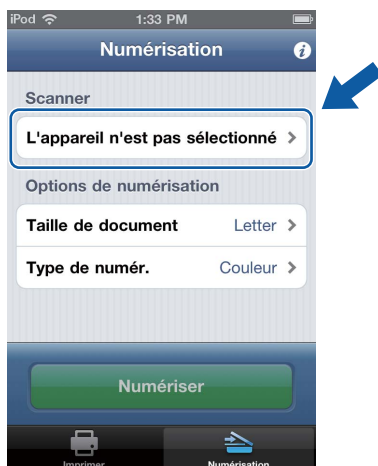 iPod 1:33 PM
Numérisation
Scanner
L'appareil n'est pas sélectionné
Options de numérisation
Taille de document Letter
Type de numér. Couleur
Numériser
Imprimer Numérisation